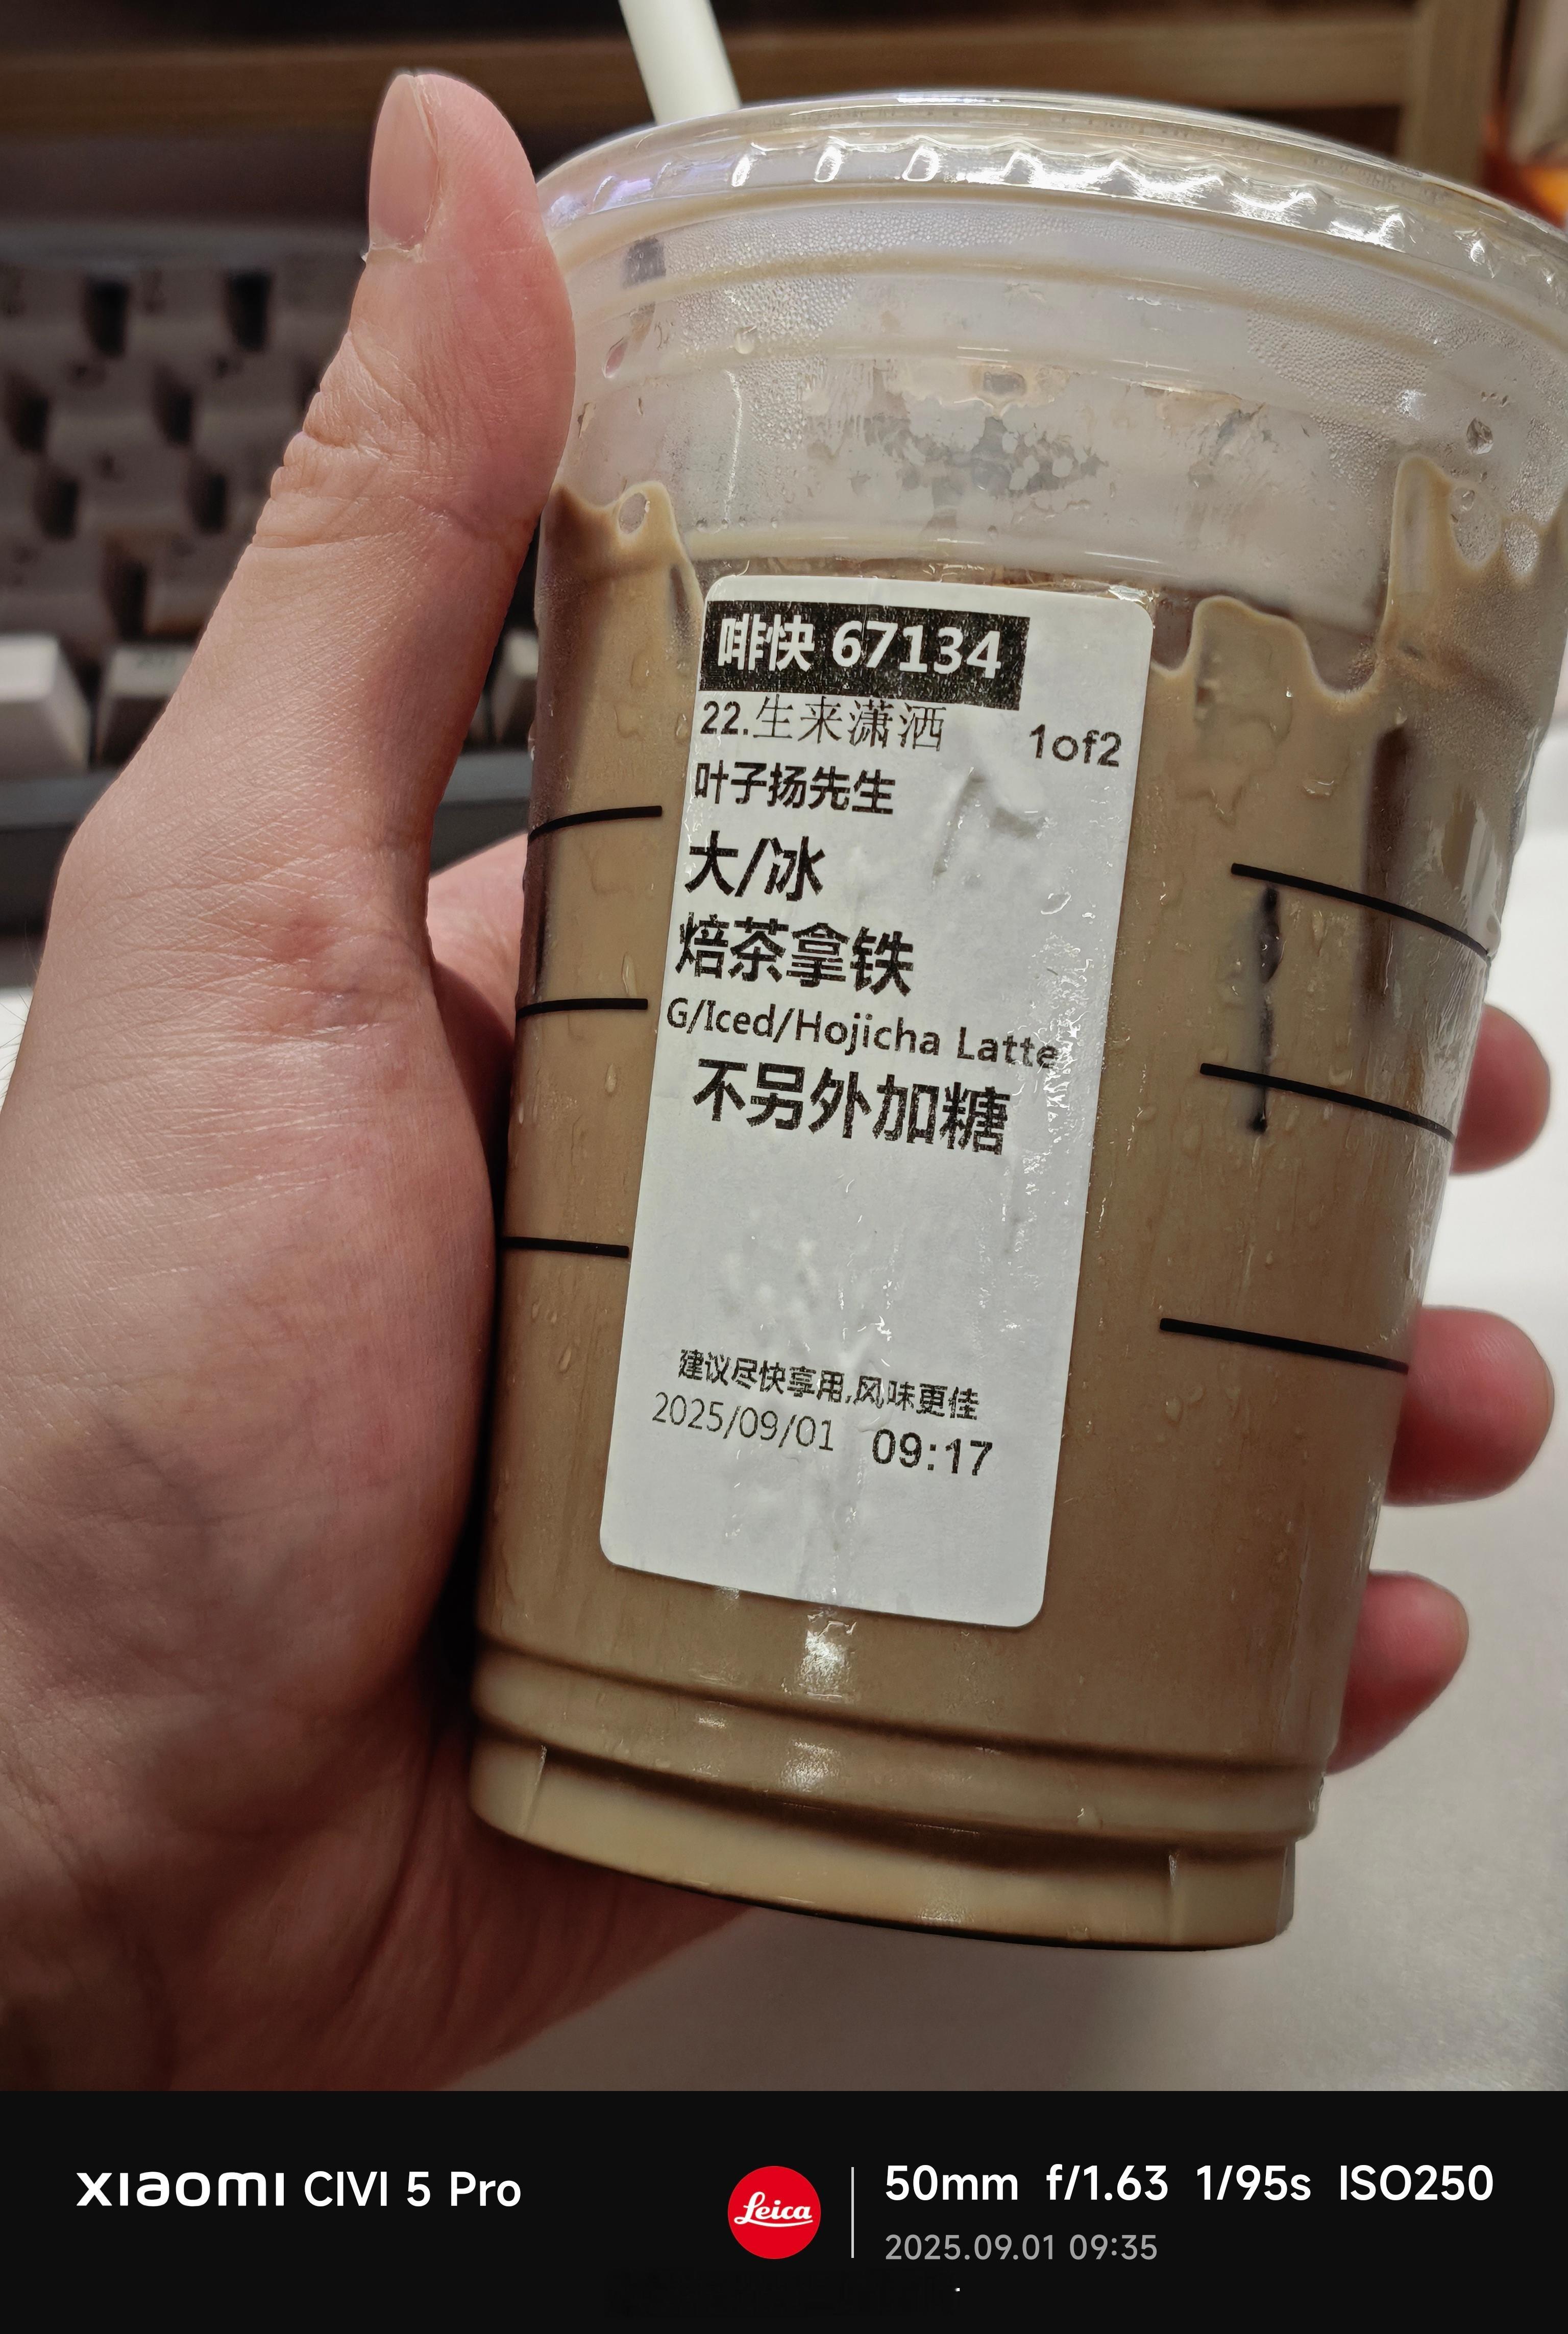 啡快 67134
22.生来潇洒
1of2
叶子扬先生
大/冰
焙茶拿铁
G/Iced/Hojicha Latte
不另外加糖
建议尽快享用,风味更佳
2025/09/01 09:17
xiaomi CIVI 5 Pro
Leica
50mm f/1.63 1/95s ISO250
2025.09.01 09:35